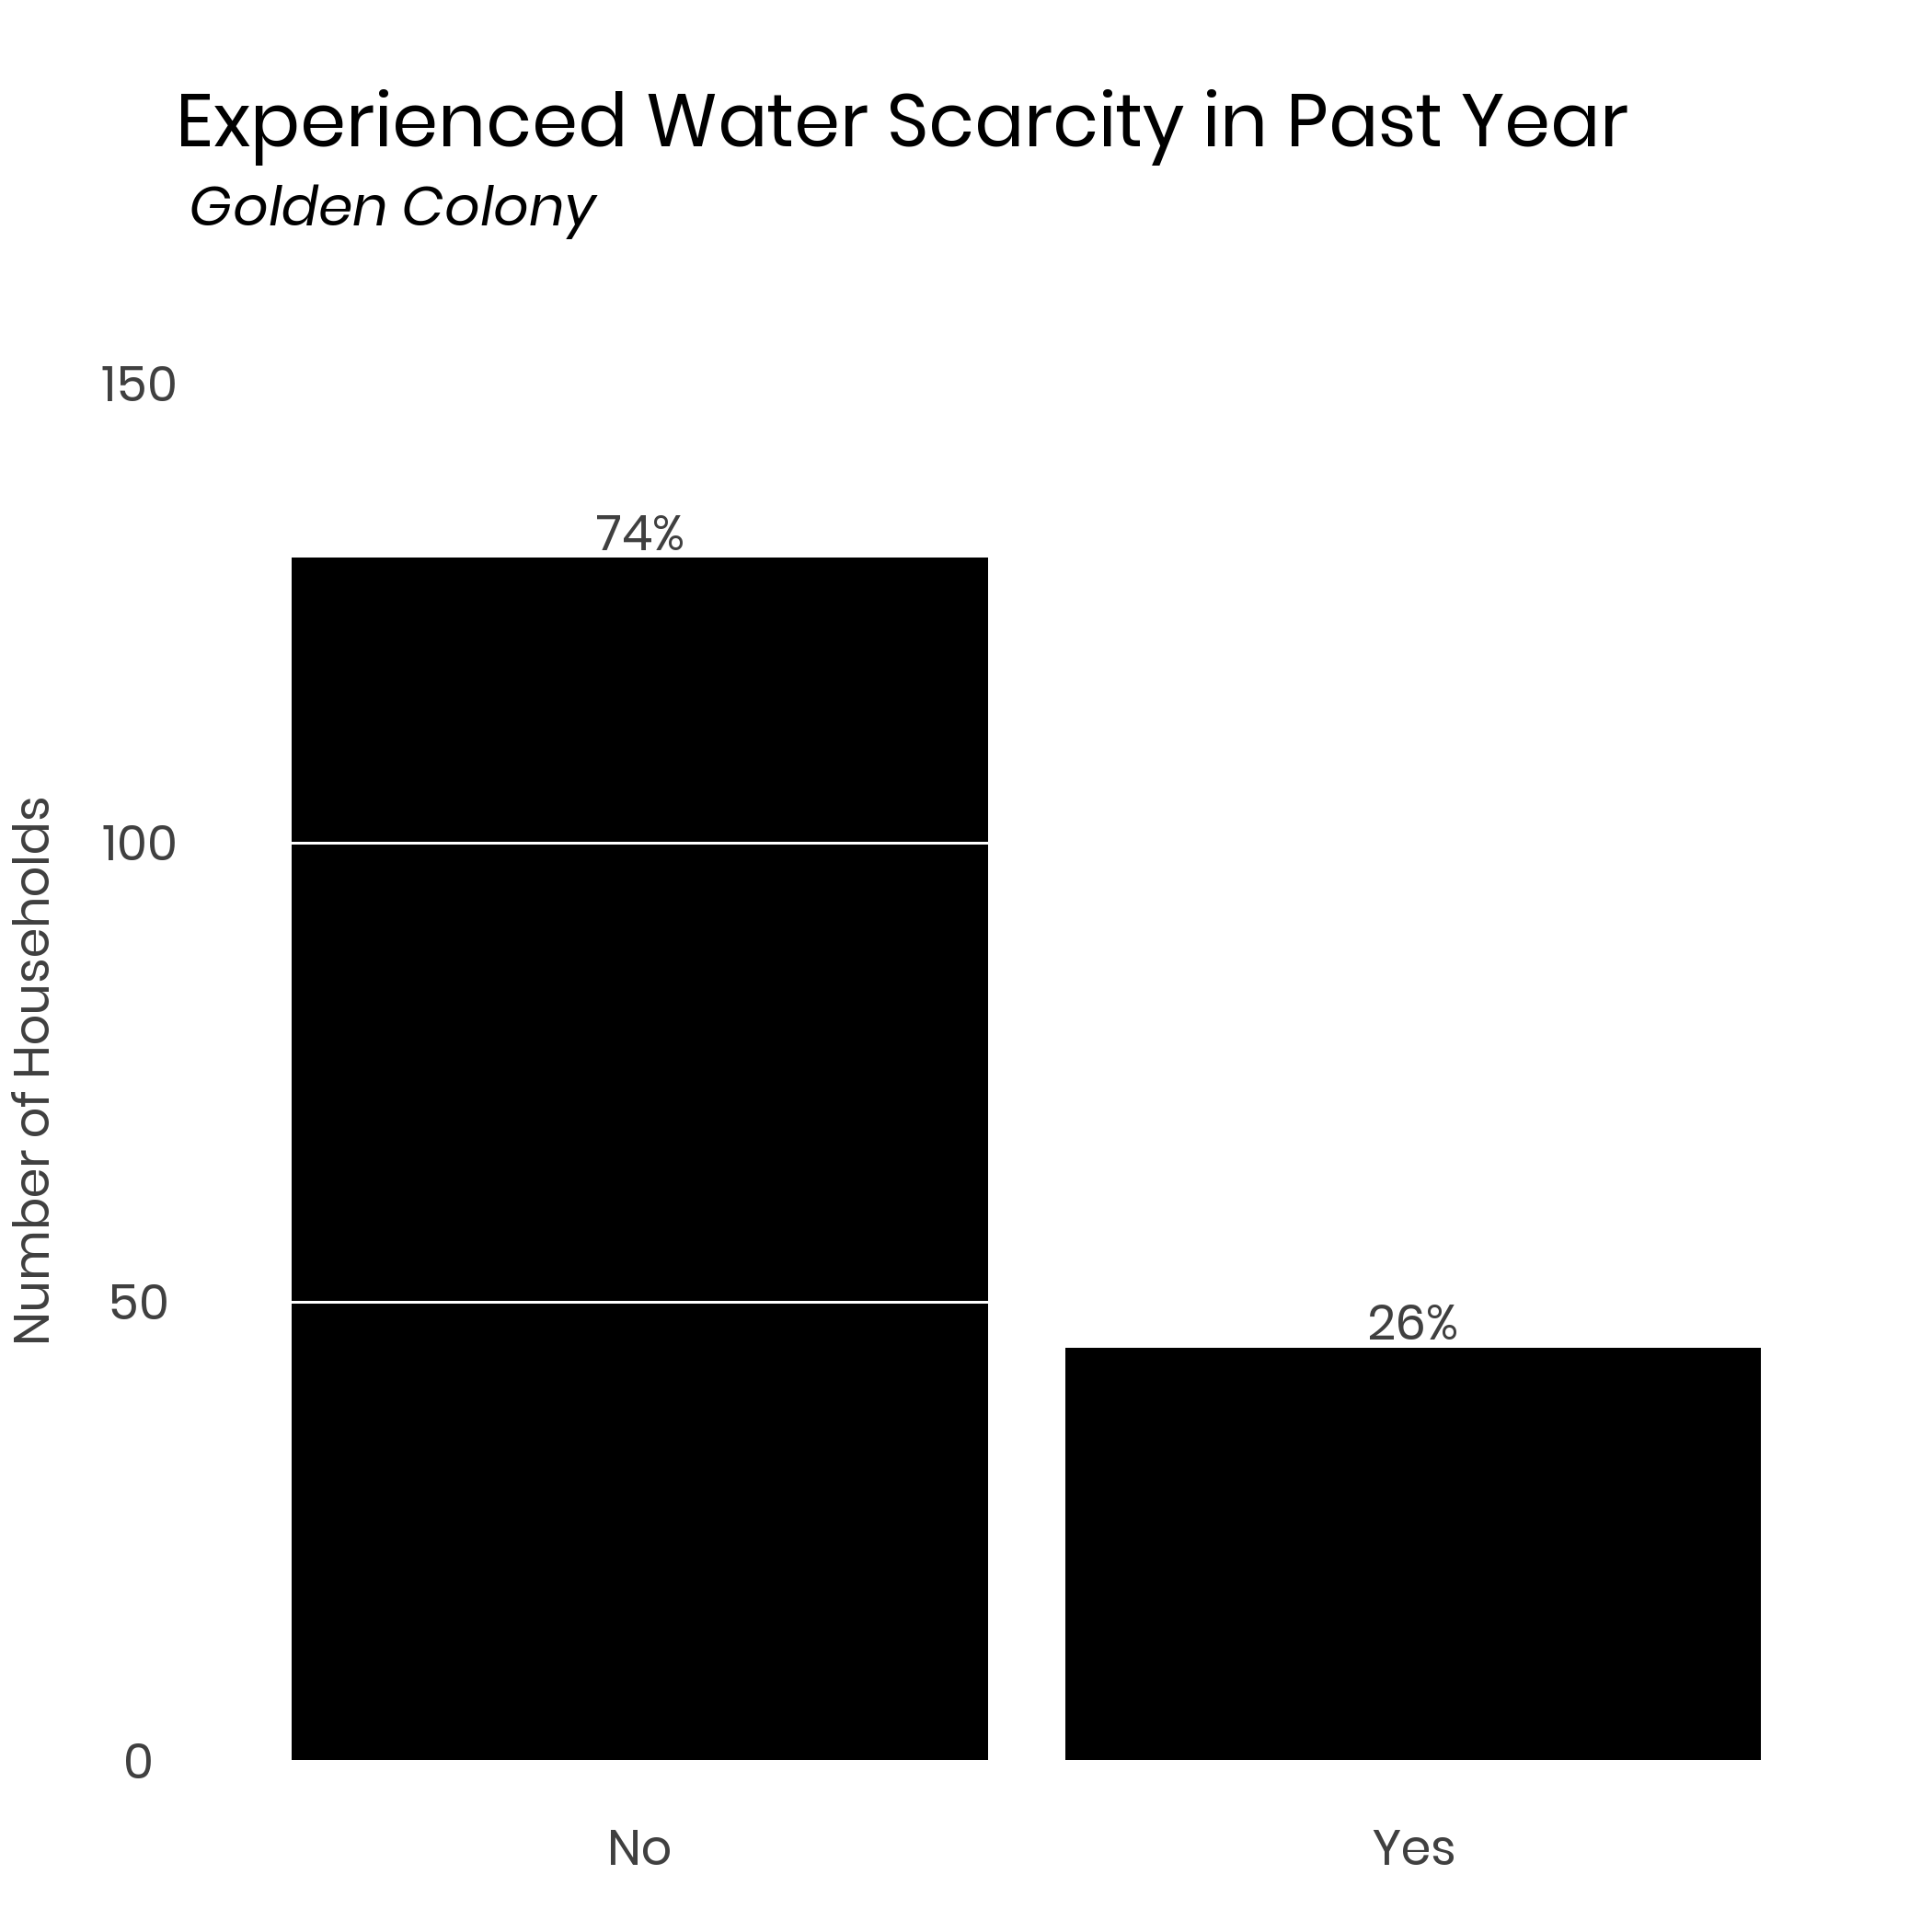 Experienced Water Scarcity in Past Year
Golden Colony
150
74%
100
Number of Households
50
26%
0
No
Yes